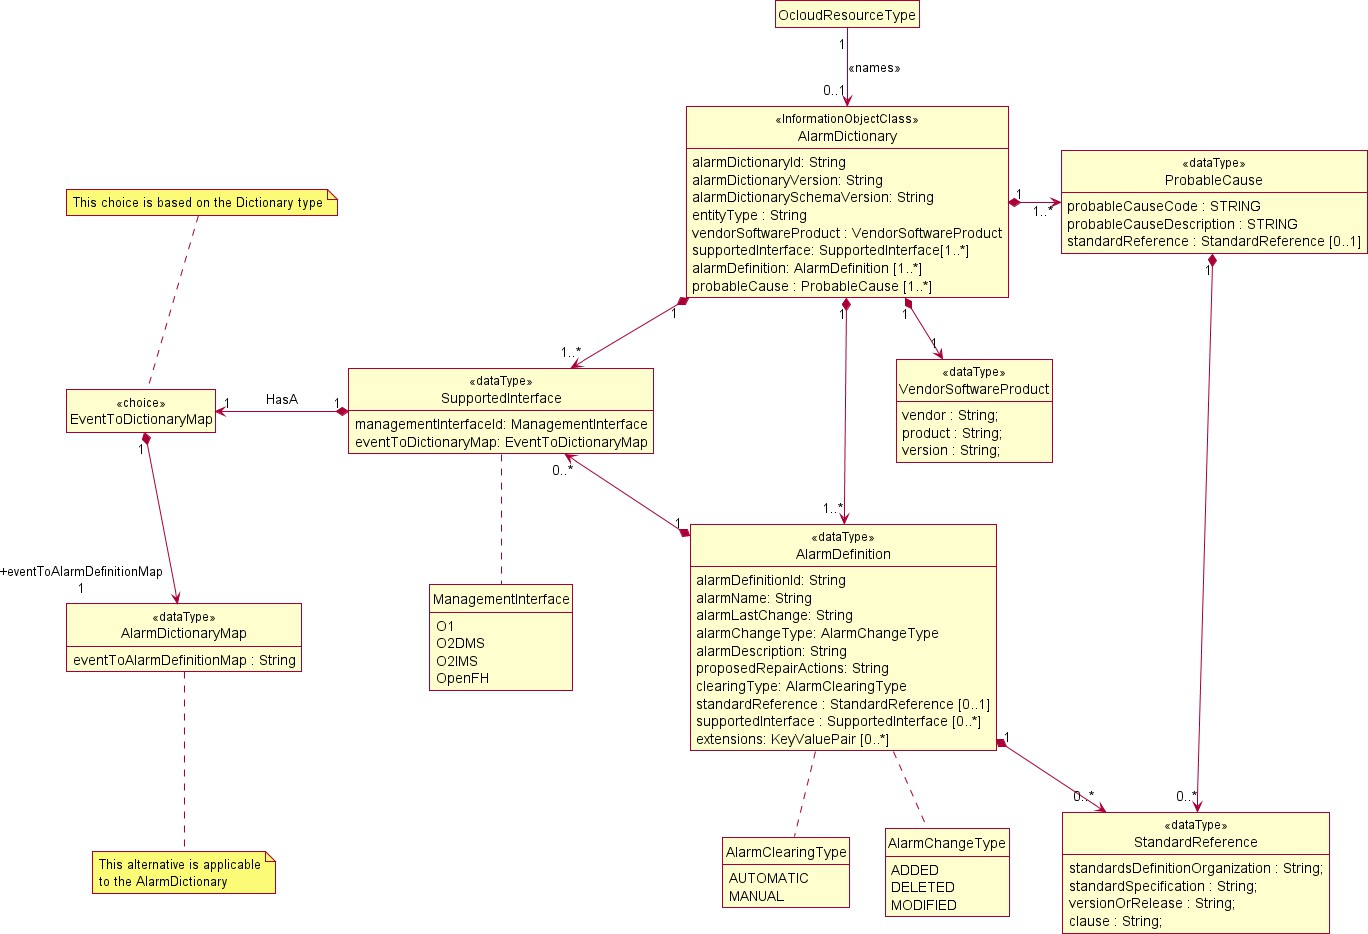 OcloudResourceType
1
«names»
0..1
«InformationObjectClass»
AlarmDictionary
alarmDictionaryId: String
alarmDictionaryVersion: String
alarmDictionarySchemaVersion: String
entityType : String
vendorSoftwareProduct : VendorSoftwareProduct
supportedInterface: SupportedInterface[1..*]
alarmDefinition: AlarmDefinition [1..*]
probableCause : ProbableCause [1..*]
1
1..*
«dataType»
ProbableCause
probableCauseCode : STRING
probableCauseDescription : STRING
standardReference : StandardReference [0..1]
1
This choice is based on the Dictionary type
1
1
1
1..*
1
«dataType»
VendorSoftwareProduct
vendor : String;
product : String;
version : String;
«dataType»
SupportedInterface
managementInterfaceId: ManagementInterface
eventToDictionaryMap: EventToDictionaryMap
1
HasA
1
«choice»
EventToDictionaryMap
1
0..*
1
1..*
«dataType»
AlarmDefinition
alarmDefinitionId: String
alarmName: String
alarmLastChange: String
alarmChangeType: AlarmChangeType
alarmDescription: String
proposedRepairActions: String
clearingType: AlarmClearingType
standardReference : StandardReference [0..1]
supportedInterface : SupportedInterface [0..*]
extensions: KeyValuePair [0..*]
+eventToAlarmDefinitionMap
1
«dataType»
AlarmDictionaryMap
eventToAlarmDefinitionMap : String
ManagementInterface
O1
O2DMS
O2IMS
OpenFH
1
0..*
0..*
This alternative is applicable
to the AlarmDictionary
AlarmClearingType
AUTOMATIC
MANUAL
AlarmChangeType
ADDED
DELETED
MODIFIED
«dataType»
StandardReference
standardsDefinitionOrganization : String;
standardSpecification : String;
versionOrRelease : String;
clause : String;